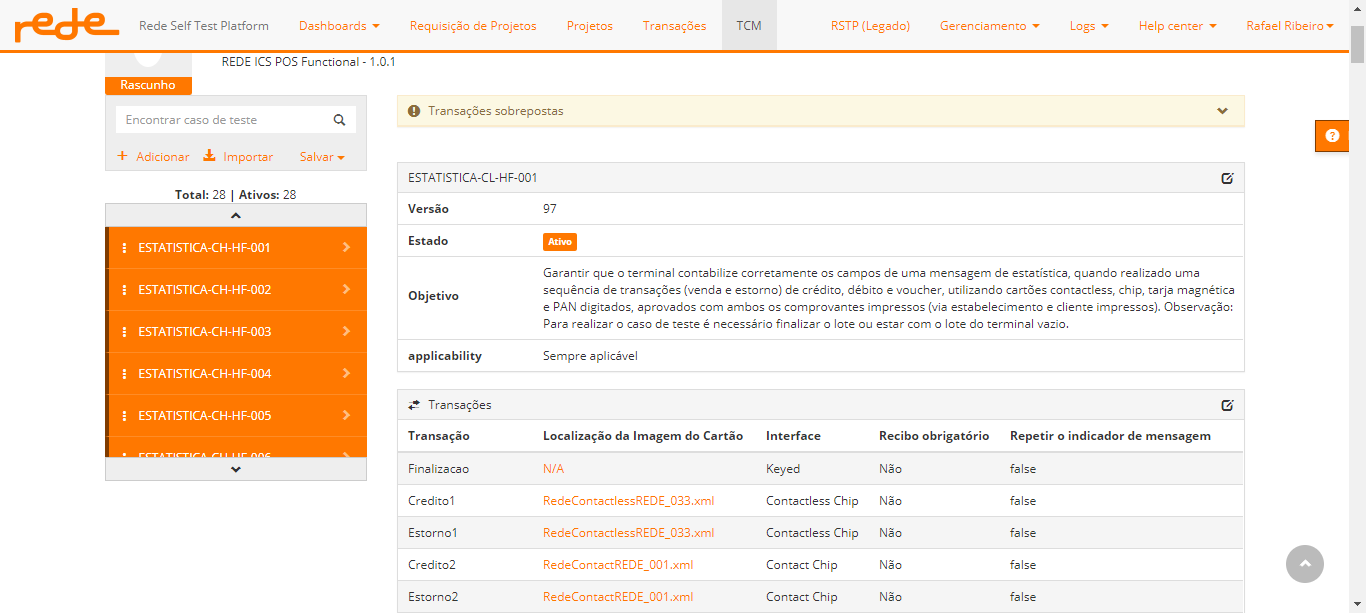 rede Rede Self Test Platform Dashboards Requisição de Projetos Projetos Transações TCM RSTP (Legado) Gerenciamento Logs Help center Rafael Ribeiro
REDE ICS POS Functional - 1.0.1
Rascunho
Encontrar caso de teste
Adicionar Importar Salvar
Total: 28 | Ativos: 28
ESTATISTICA-CH-HF-001
ESTATISTICA-CH-HF-002
ESTATISTICA-CH-HF-003
ESTATISTICA-CH-HF-004
ESTATISTICA-CH-HF-005
ESTATISTICA-CH-HF-006
Transações sobrepostas
ESTATISTICA-CL-HF-001
Versão 97
Estado Ativo
Objetivo Garantir que o terminal contabilize corretamente os campos de uma mensagem de estatística, quando realizado uma
sequência de transações (venda e estorno) de crédito, débito e voucher, utilizando cartões contactless, chip, tarja magnética
e PAN digitados, aprovados com ambos os comprovantes impressos (via estabelecimento e cliente impressos). Observação:
Para realizar o caso de teste é necessário finalizar o lote ou estar com o lote do terminal vazio.
applicability Sempre aplicável
Transações
Transação Localização da Imagem do Cartão Interface Recibo obrigatório Repetir o indicador de mensagem
Finalizacao N/A Keyed Não false
Credito1 RedeContactlessREDE_033.xml Contactless Chip Não false
Estorno1 RedeContactlessREDE_033.xml Contactless Chip Não false
Credito2 RedeContactREDE_001.xml Contact Chip Não false
Estorno2 RedeContactREDE_001.xml Contact Chip Não false